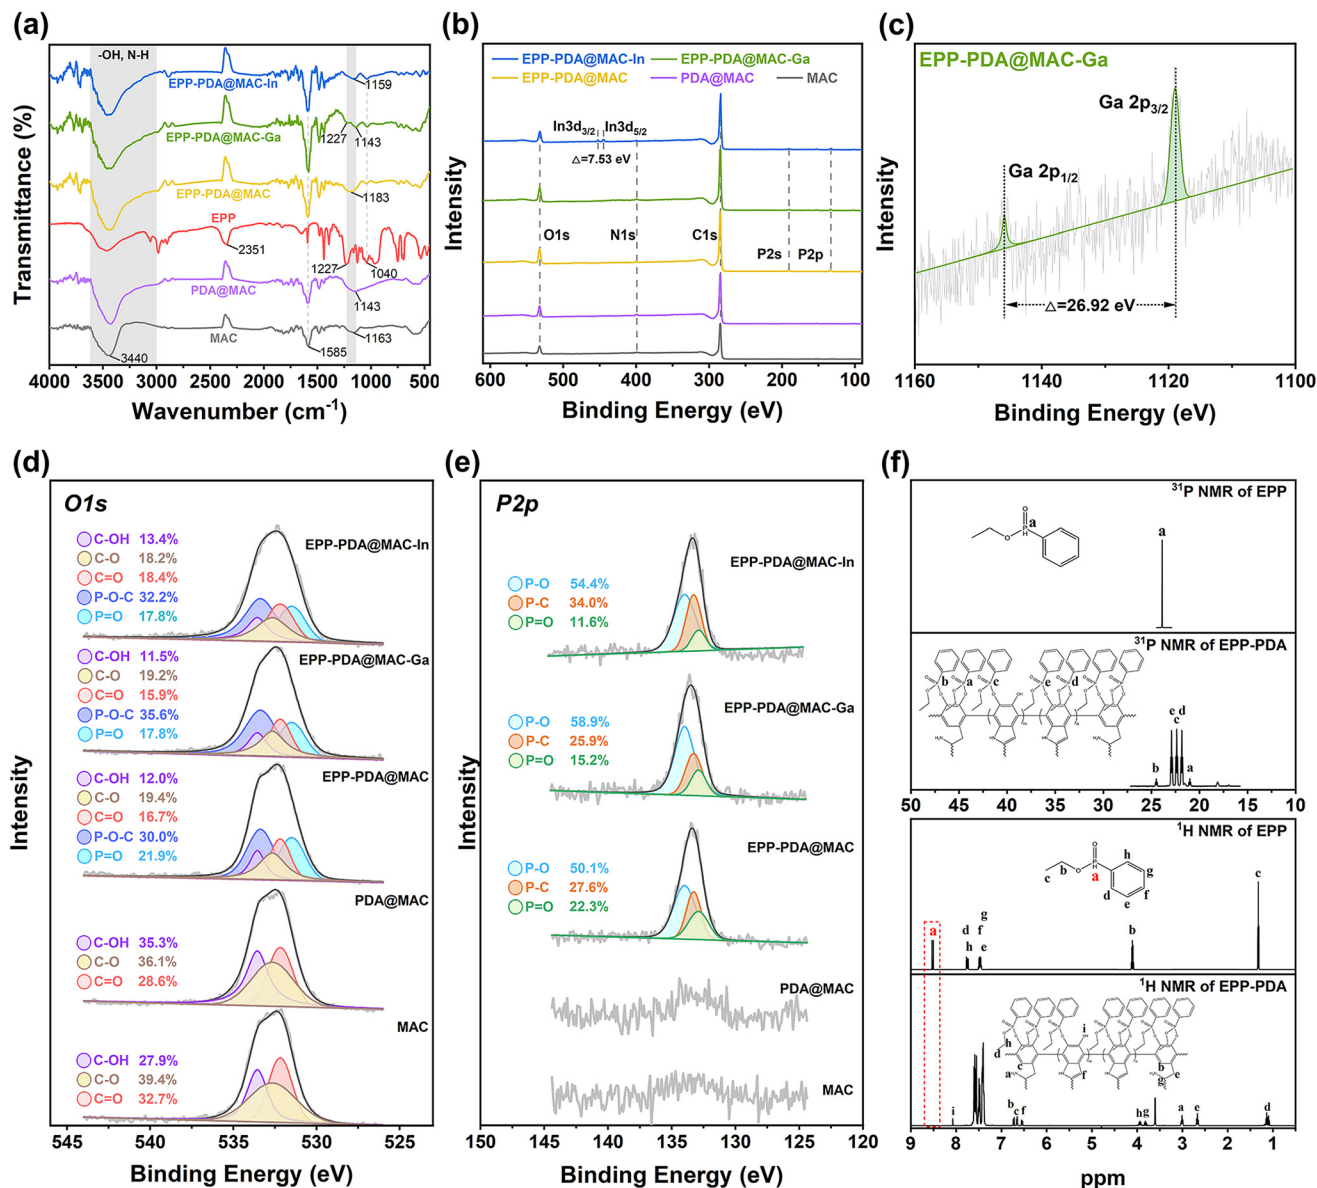 (a)
-OH, N-H
EPP-PDA@MAC-In
1159
EPP-PDA@MAC-Ga
1227
1143
EPP-PDA@MAC
1183
EPP
2351
1227
1040
PDA@MAC
1143
MAC
1163
3440
1585
Transmittance (%)
4000 3500 3000 2500 2000 1500 1000 500
Wavenumber (cm⁻¹)
(b)
EPP-PDA@MAC-In EPP-PDA@MAC-Ga
EPP-PDA@MAC PDA@MAC MAC
In3d₃/₂ In3d₅/₂
△=7.53 eV
O1s N1s C1s
P2s P2p
Intensity
600 500 400 300 200 100
Binding Energy (eV)
(c)
EPP-PDA@MAC-Ga
Ga 2p₃/₂
Ga 2p₁/₂
△=26.92 eV
Intensity
1160 1140 1120 1100
Binding Energy (eV)
(d)
O1s
EPP-PDA@MAC-In
C-OH 13.4%
C-O 18.2%
C=O 18.4%
P-O-C 32.2%
P=O 17.8%
EPP-PDA@MAC-Ga
C-OH 11.5%
C-O 19.2%
C=O 15.9%
P-O-C 35.6%
P=O 17.8%
EPP-PDA@MAC
C-OH 12.0%
C-O 19.4%
C=O 16.7%
P-O-C 30.0%
P=O 21.9%
PDA@MAC
C-OH 35.3%
C-O 36.1%
C=O 28.6%
MAC
C-OH 27.9%
C-O 39.4%
C=O 32.7%
Intensity
545 540 535 530 525
Binding Energy (eV)
(e)
P2p
EPP-PDA@MAC-In
P-O 54.4%
P-C 34.0%
P=O 11.6%
EPP-PDA@MAC-Ga
P-O 58.9%
P-C 25.9%
P=O 15.2%
EPP-PDA@MAC
P-O 50.1%
P-C 27.6%
P=O 22.3%
PDA@MAC
MAC
Intensity
150 145 140 135 130 125 120
Binding Energy (eV)
(f)
³¹P NMR of EPP
O
a
O PH
a
³¹P NMR of EPP-PDA
b a c e d
OH
H₂N HN HN NH₂
e d
c
b a
50 45 40 35 30 25 20 15 10
¹H NMR of EPP
O
h
b O PH g
c a
d f
e
a
d
h
g
f
e
b
c
¹H NMR of EPP-PDA
i
OH
h
d
c b
a H₂N HN f HN g e
i
b
c f
h g
a e d
9 8 7 6 5 4 3 2 1
ppm